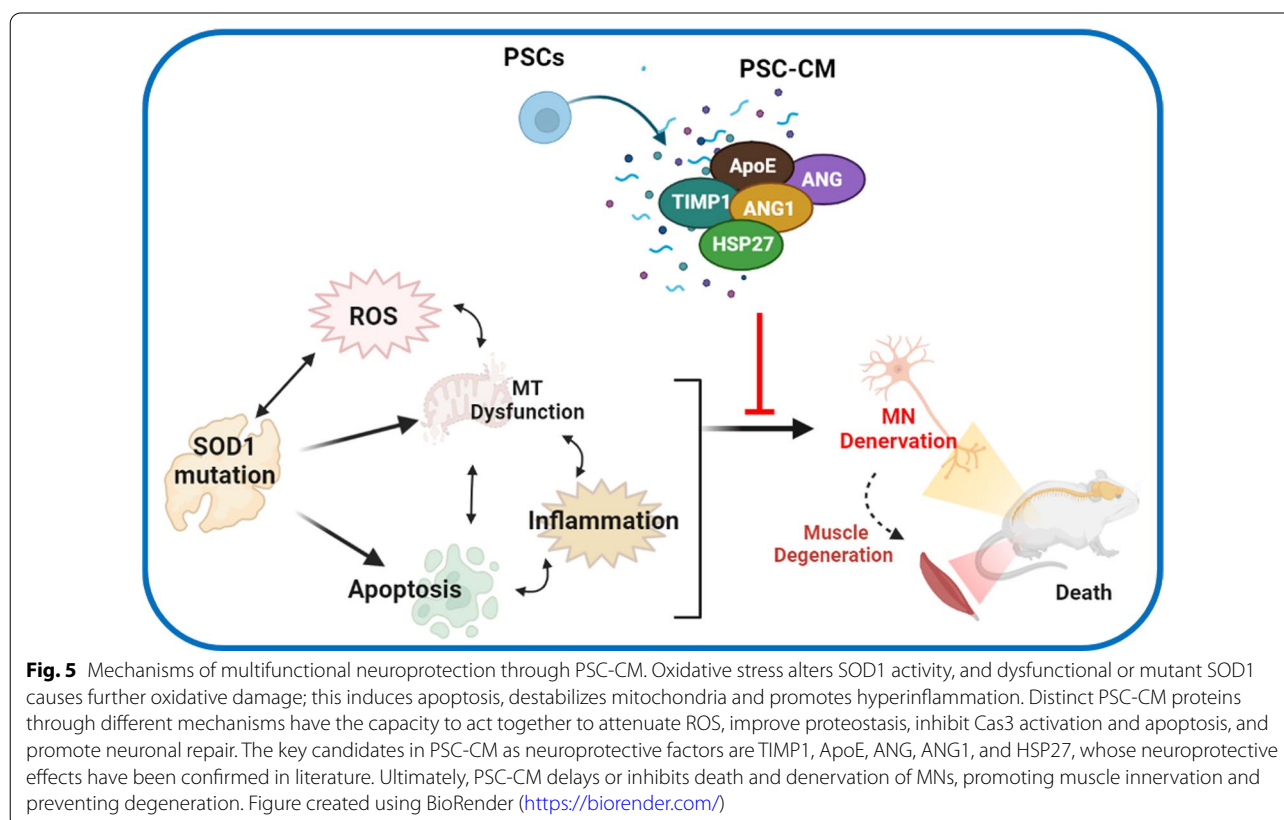 PSCs
PSC-CM
ApoE
ANG
TIMP1
ANG1
HSP27
ROS
MT
Dysfunction
SOD1
mutation
Inflammation
Apoptosis
MN
Denervation
Muscle
Degeneration
Death
Fig. 5 Mechanisms of multifunctional neuroprotection through PSC-CM. Oxidative stress alters SOD1 activity, and dysfunctional or mutant SOD1
causes further oxidative damage; this induces apoptosis, destabilizes mitochondria and promotes hyperinflammation. Distinct PSC-CM proteins
through different mechanisms have the capacity to act together to attenuate ROS, improve proteostasis, inhibit Cas3 activation and apoptosis, and
promote neuronal repair. The key candidates in PSC-CM as neuroprotective factors are TIMP1, ApoE, ANG, ANG1, and HSP27, whose neuroprotective
effects have been confirmed in literature. Ultimately, PSC-CM delays or inhibits death and denervation of MNs, promoting muscle innervation and
preventing degeneration. Figure created using BioRender (https://biorender.com/)